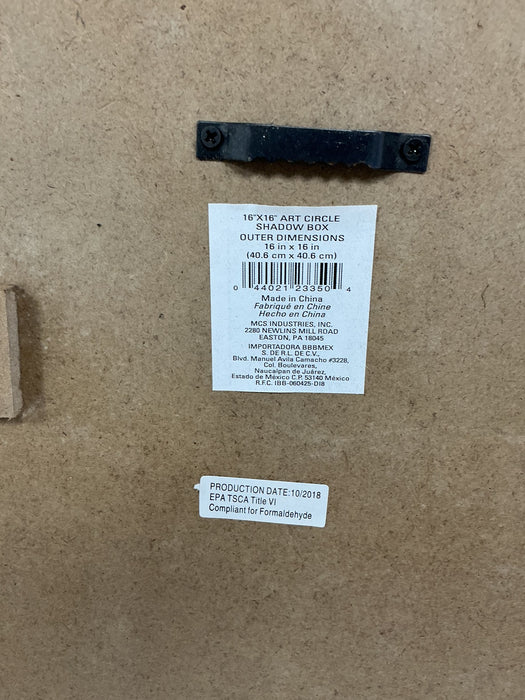 16"X16" ART CIRCLE
SHADOW BOX
OUTER DIMENSIONS
16 in x 16 in
(40.6 cm x 40.6 cm)
0 44021 23350 4
Made in China
Fabriqué en Chine
Hecho en China
MCS INDUSTRIES, INC.
2280 NEWLINS MILL ROAD
EASTON, PA 18045
IMPORTADORA BBBMEX
S. DE R.L. DE C.V.,
Blvd. Manuel Avila Camacho #3228,
Col. Boulevares,
Naucalpan de Juárez,
Estado de México C.P. 53140 México
R.F.C. IBB-060425-DI8
PRODUCTION DATE:10/2018
EPA TSCA Title VI
Compliant for Formaldehyde